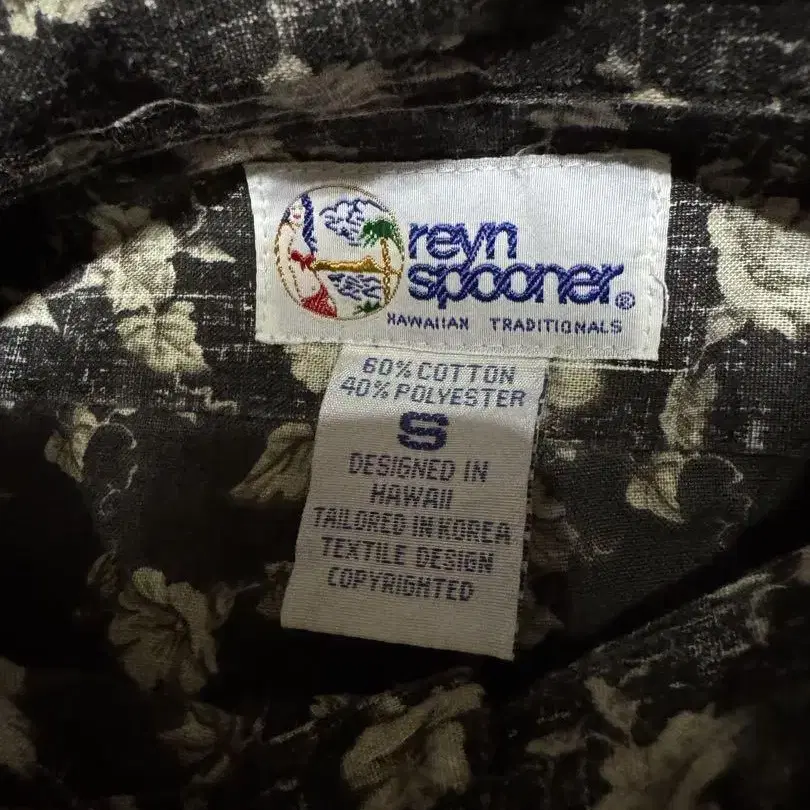 reyn
spooner®
HAWAIIAN TRADITIONALS
60% COTTON
40% POLYESTER
S
DESIGNED IN
HAWAII
TAILORED IN KOREA
TEXTILE DESIGN
COPYRIGHTED